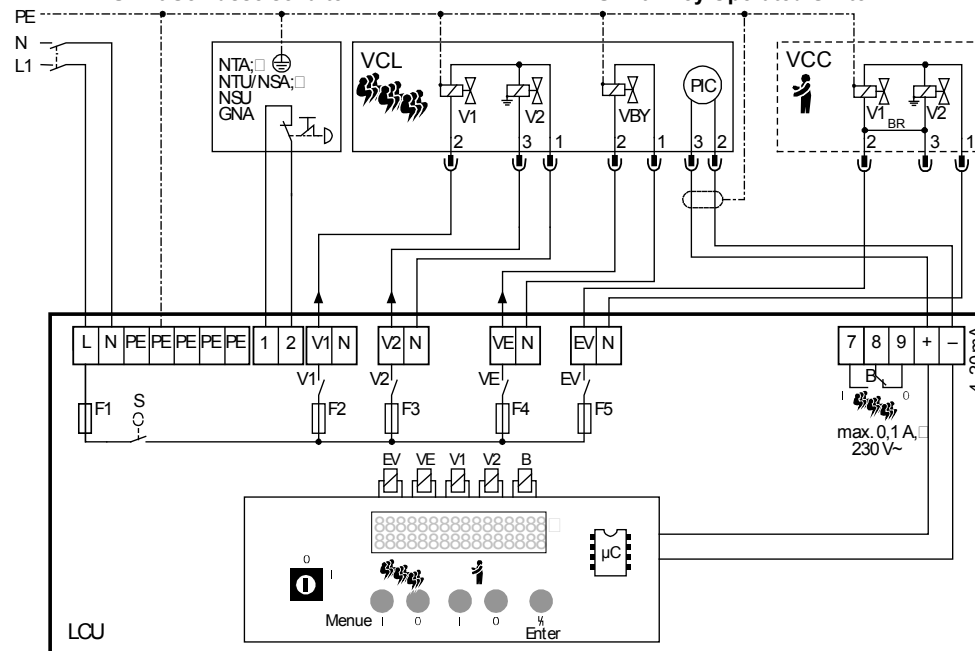 PE
N
L1
NTA;
NTU/NSA;
NSU
GNA
VCL
V1
V2
VBY
PIC
2
3
1
2
1
3
2
VCC
V1
V2
BR
2
3
1
L N PE PE PE PE PE
1 2
V1 N
V2 N
VE N
EV N
7 8 9 + –
V1
V2
VE
EV
B
I
0
4..20 mA
F1
S
F2
F3
F4
F5
max. 0,1 A,
230 V~
EV VE V1 V2 B
µC
0
I
Menue I 0 I 0
Enter
LCU